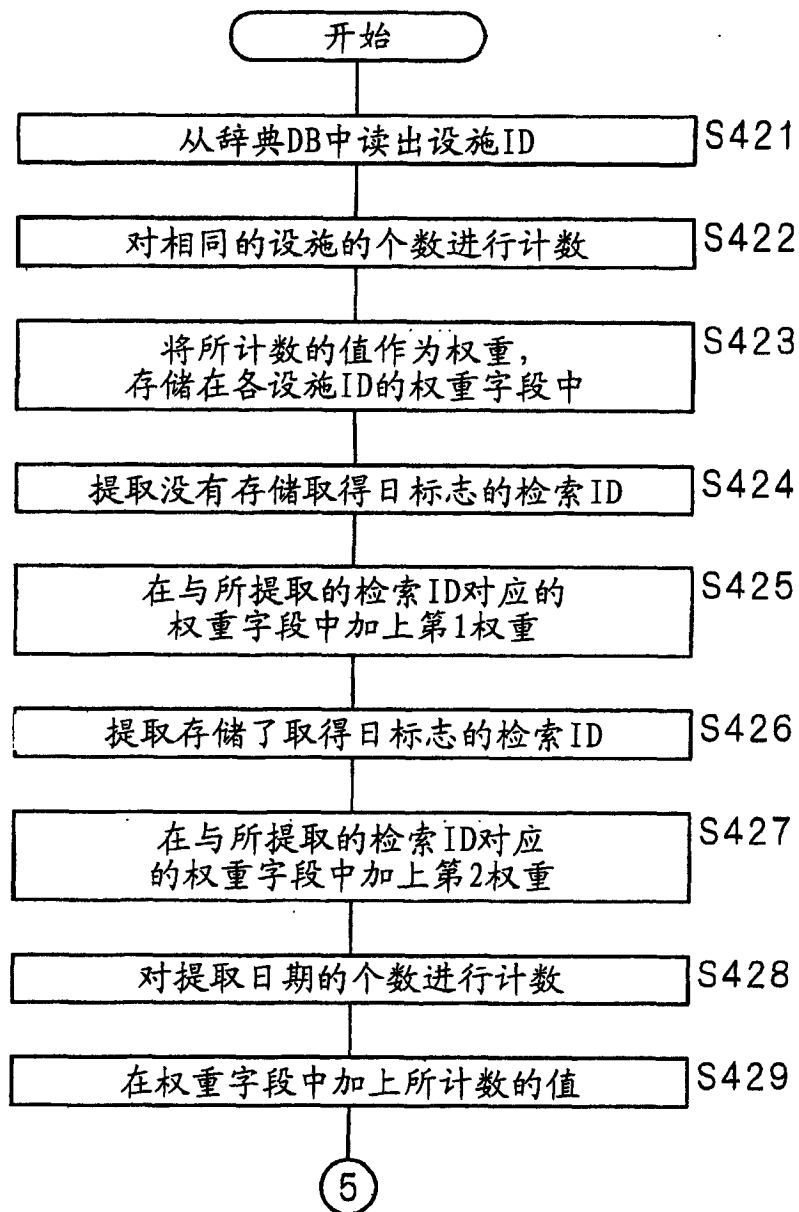 开始
从辞典DB中读出设施ID
S421
对相同的设施的个数进行计数
S422
将所计数的值作为权重，
存储在各设施ID的权重字段中
S423
提取没有存储取得日标志的检索ID
S424
在与所提取的检索ID对应的
权重字段中加上第1权重
S425
提取存储了取得日标志的检索ID
S426
在与所提取的检索ID对应
的权重字段中加上第2权重
S427
对提取日期的个数进行计数
S428
在权重字段中加上所计数的值
S429
5